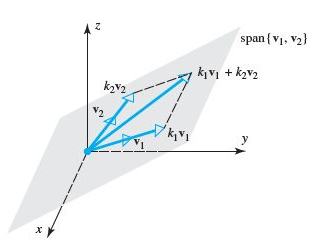 z
span{v₁, v₂}
k₁v₁ + k₂v₂
k₂v₂
v₂
k₁v₁
v₁
y
x